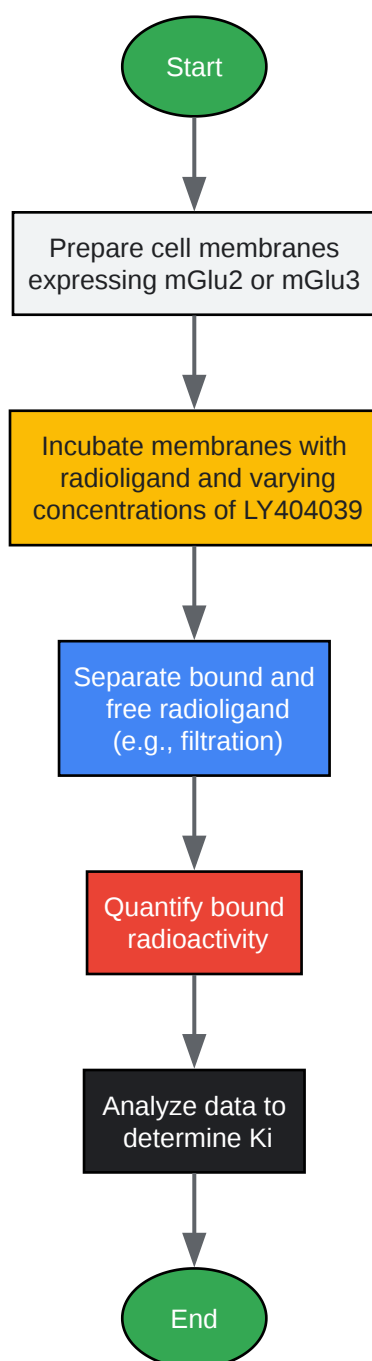 Start
Prepare cell membranes
expressing mGlu2 or mGlu3
Incubate membranes with
radioligand and varying
concentrations of LY404039
Separate bound and
free radioligand
(e.g., filtration)
Quantify bound
radioactivity
Analyze data to
determine Ki
End